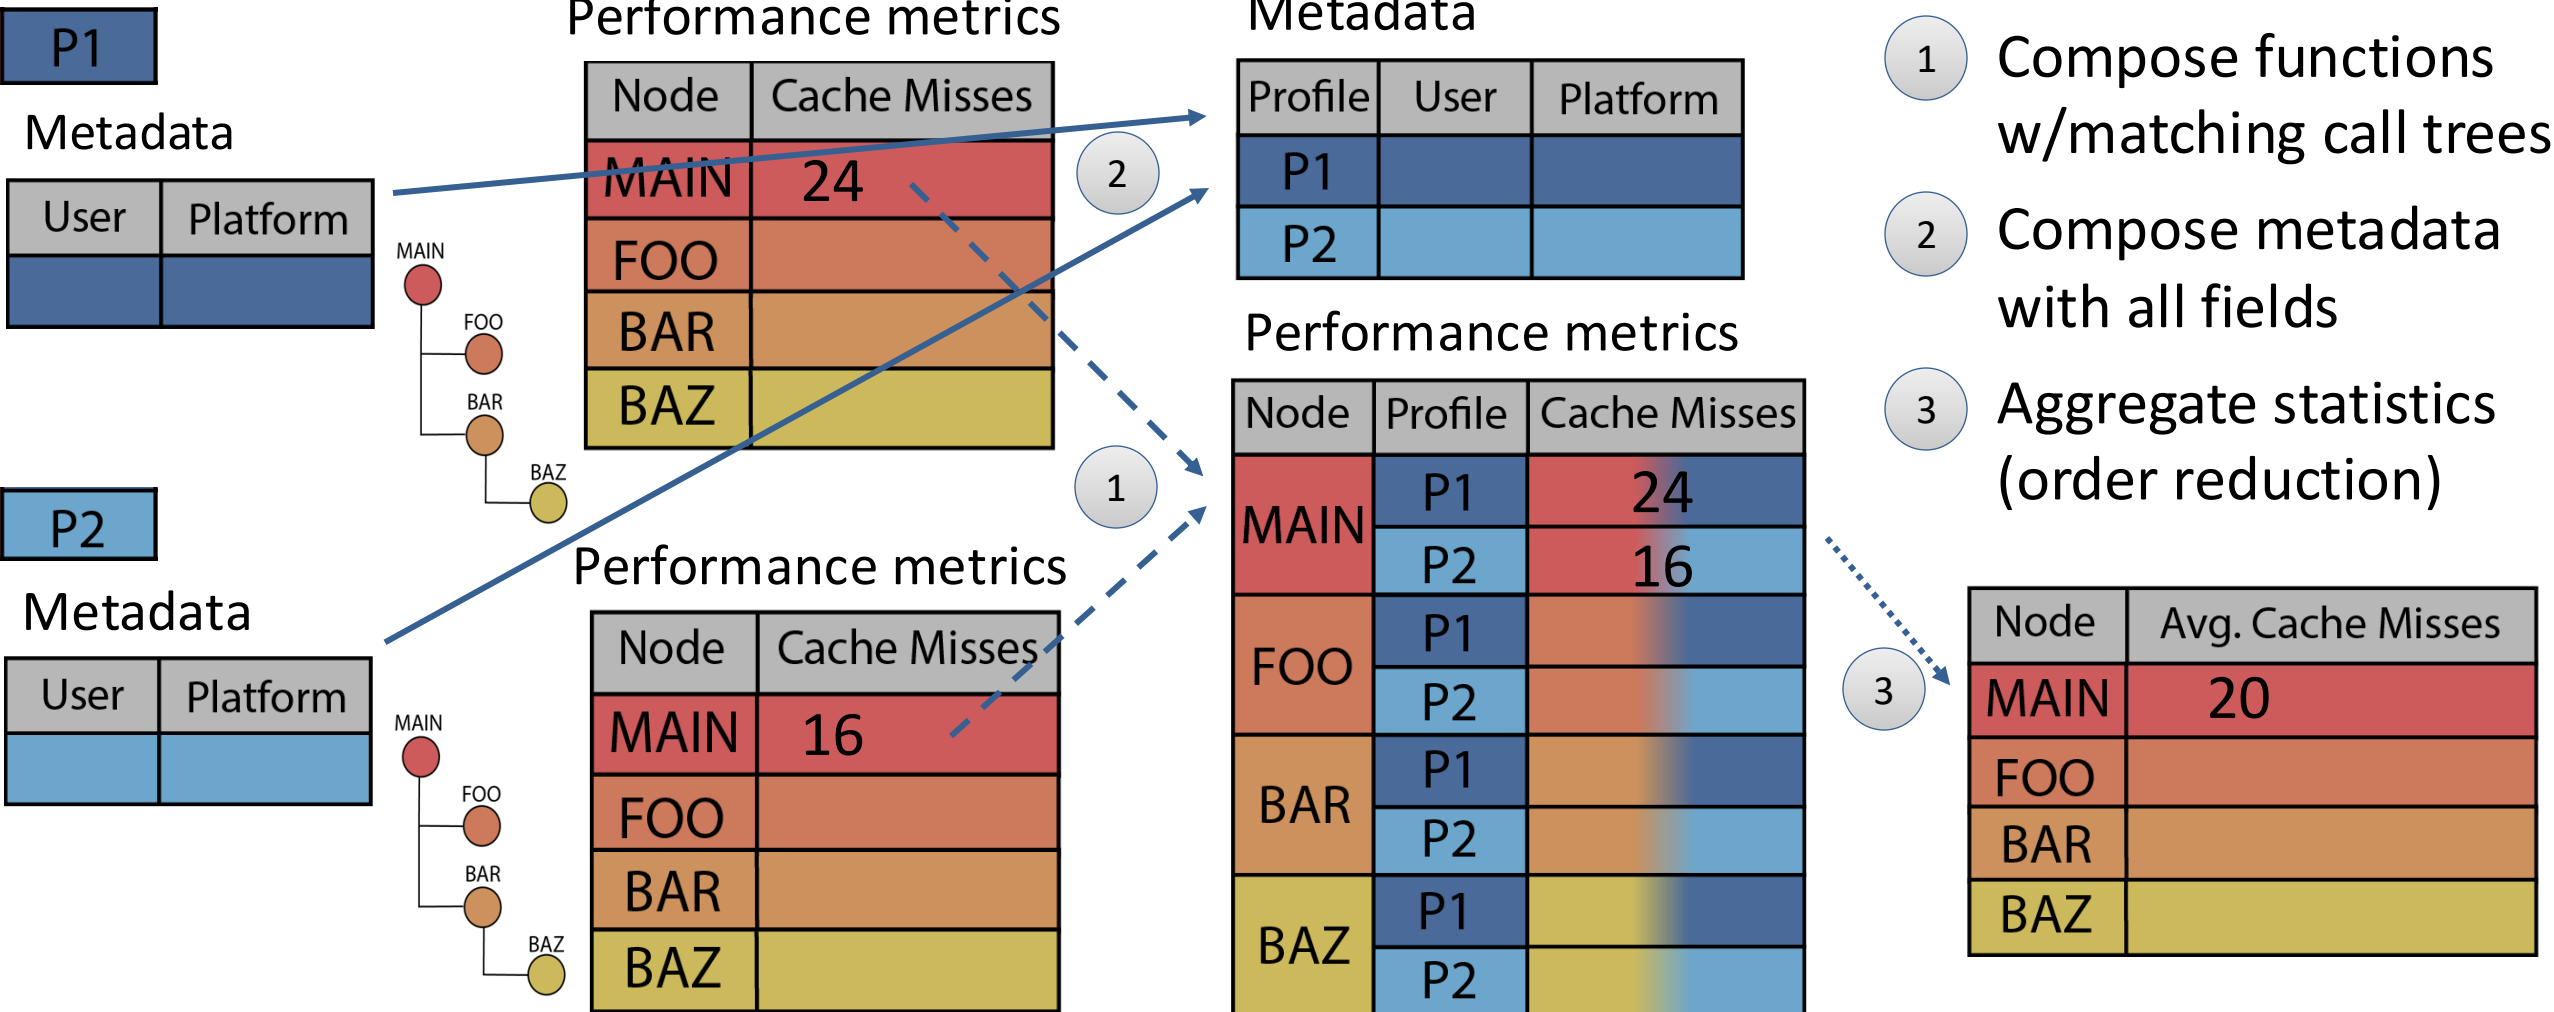 P1
Metadata
User Platform
MAIN
FOO
BAR
BAZ
Performance metrics
Node Cache Misses
MAIN 24
FOO
BAR
BAZ
P2
Metadata
User Platform
MAIN
FOO
BAR
BAZ
Performance metrics
Node Cache Misses
MAIN 16
FOO
BAR
BAZ
2
1
Metadata
Profile User Platform
P1
P2
Performance metrics
Node Profile Cache Misses
MAIN P1 24
P2 16
FOO P1
P2
BAR P1
P2
BAZ P1
P2
1 Compose functions
w/matching call trees
2 Compose metadata
with all fields
3 Aggregate statistics
(order reduction)
3
Node Avg. Cache Misses
MAIN 20
FOO
BAR
BAZ